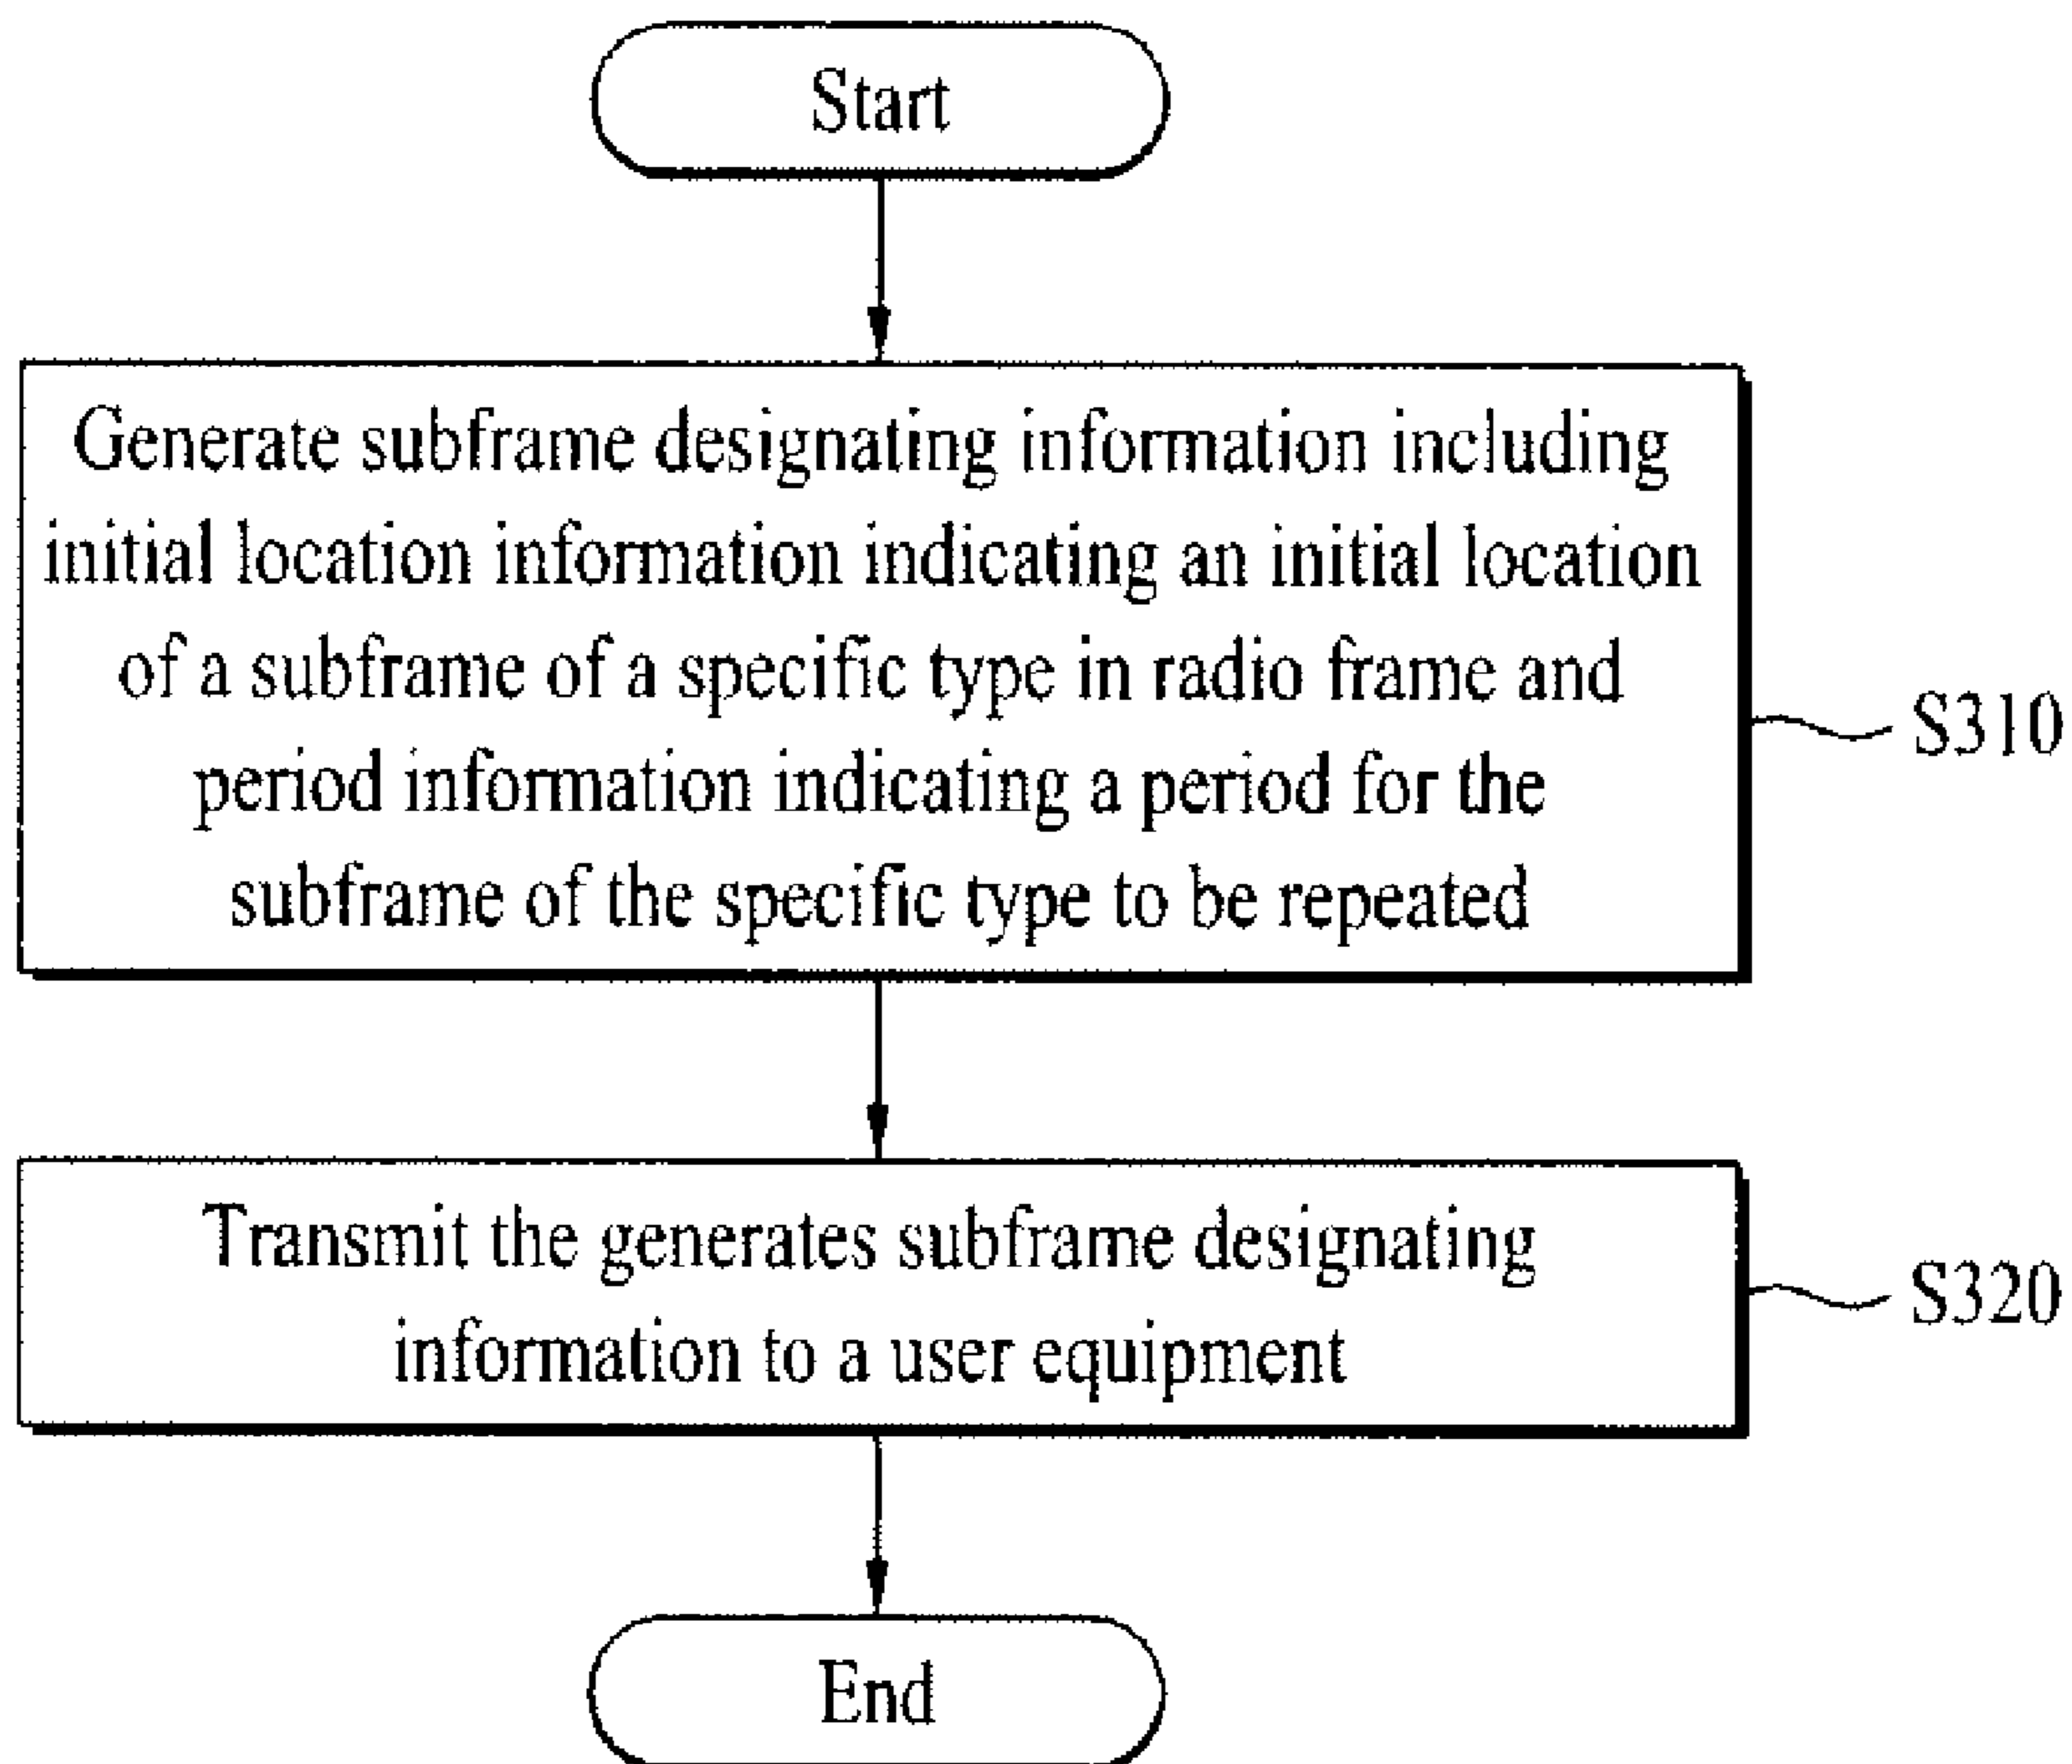 Start
Generate subframe designating information including
initial location information indicating an initial location
of a subframe of a specific type in radio frame and
period information indicating a period for the
subframe of the specific type to be repeated
S310
Transmit the generates subframe designating
information to a user equipment
S320
End